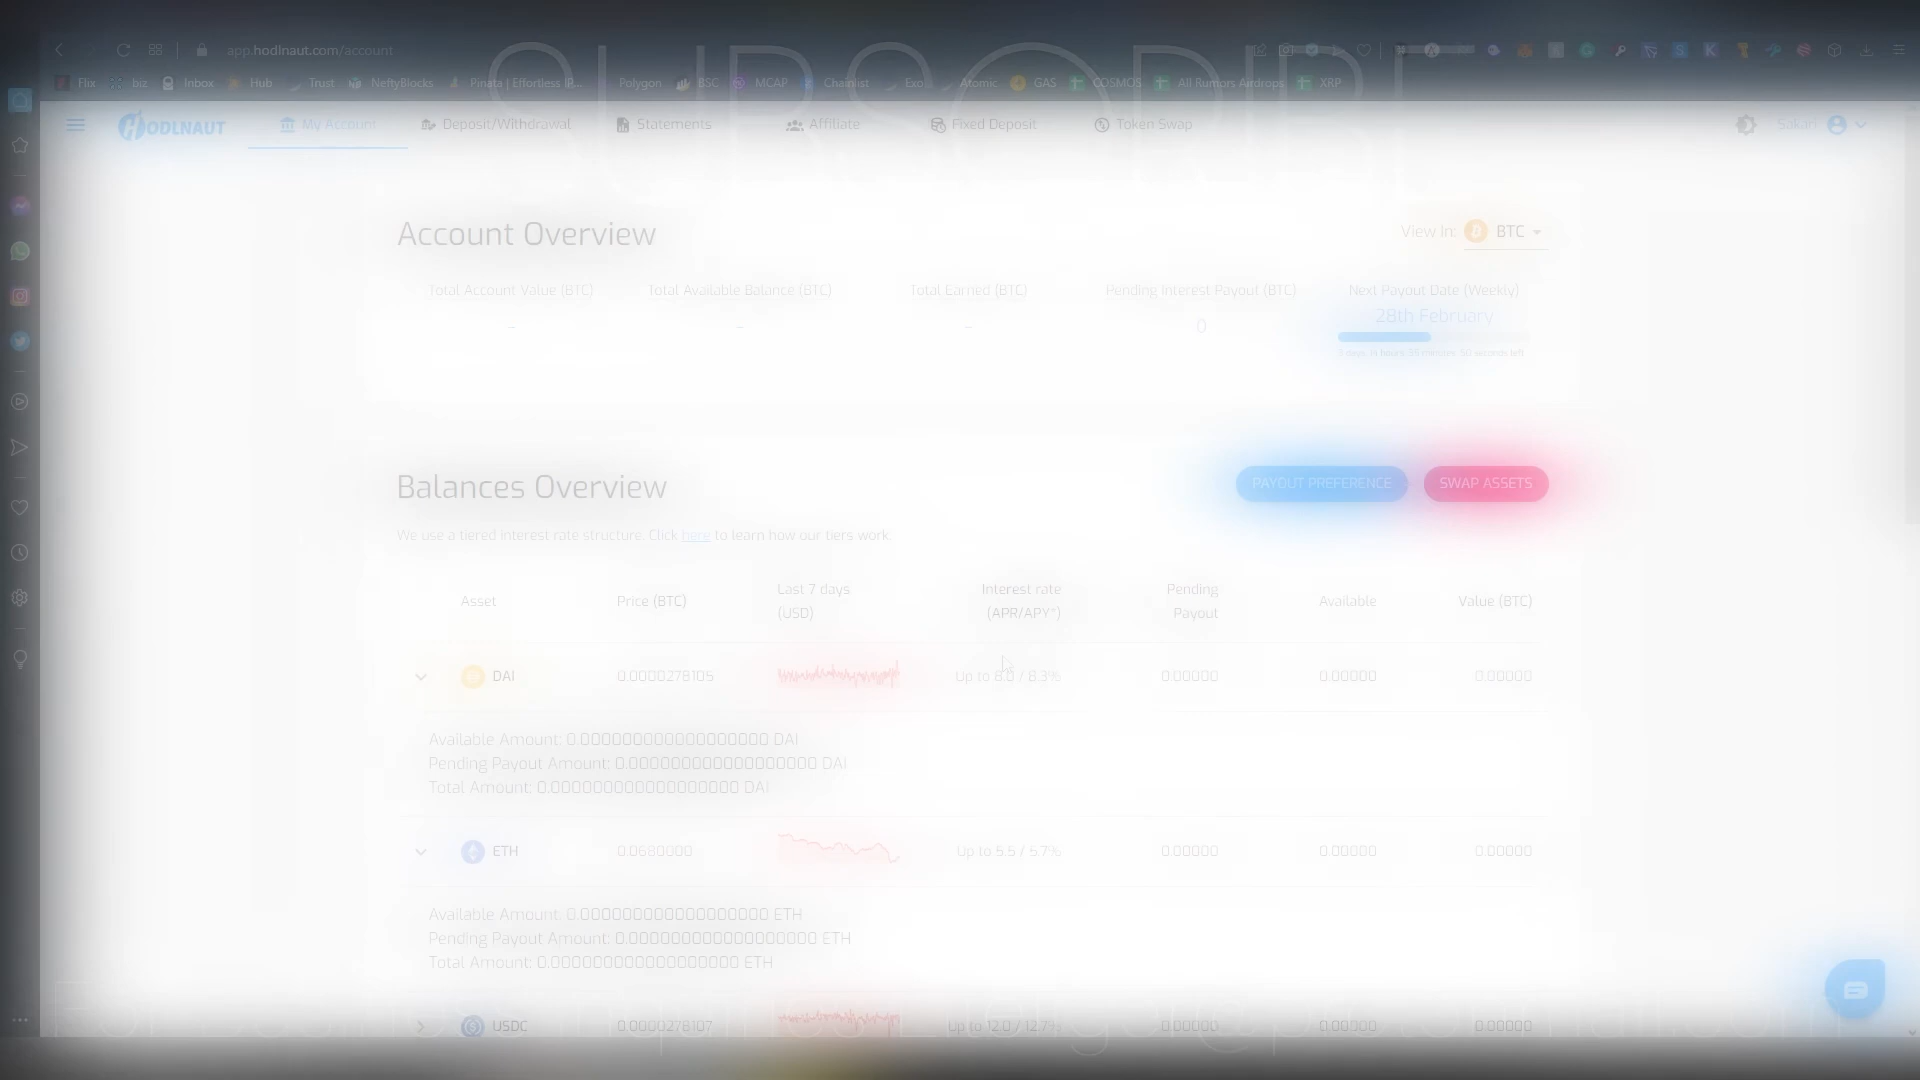 SUBSCRIBE
app.hodlnaut.com/account
Flix biz Inbox Hub Trust NeftyBlocks Pinata | Effortless IP... Polygon BSC MCAP Chainlist Exo Atomic GAS COSMOS All Rumors Airdrops XRP
HODLNAUT My Account Deposit/Withdrawal Statements Affiliate Fixed Deposit Token Swap Sakari
Account Overview
View In: BTC
Total Account Value (BTC) Total Available Balance (BTC) Total Earned (BTC) Pending Interest Payout (BTC) Next Payout Date (Weekly)
- - - 0 28th February
Balances Overview
PAYOUT PREFERENCE SWAP ASSETS
We use a tiered interest rate structure. Click here to learn how our tiers work.
Asset Price (BTC) Last 7 days (USD) Interest rate (APR/APY*) Pending Payout Available Value (BTC)
DAI 0.0000278105 Up to 8.0 / 8.3% 0.00000 0.00000 0.00000
Available Amount: 0.000000000000000000 DAI
Pending Payout Amount: 0.000000000000000000 DAI
Total Amount: 0.000000000000000000 DAI
ETH 0.0680000 Up to 5.5 / 5.7% 0.00000 0.00000 0.00000
Available Amount: 0.000000000000000000 ETH
Pending Payout Amount: 0.000000000000000000 ETH
Total Amount: 0.000000000000000000 ETH
USDC 0.0000278107 Up to 12.0 / 12.7% 0.00000 0.00000 0.00000